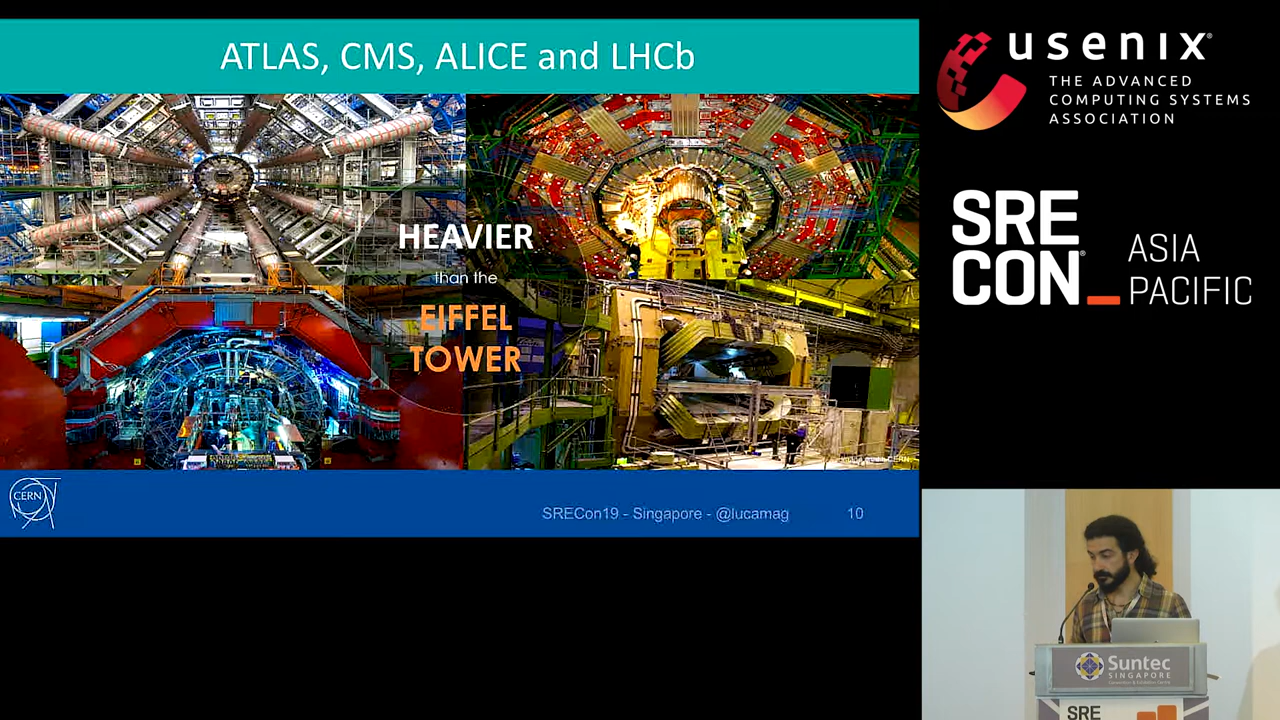 ATLAS, CMS, ALICE and LHCb
HEAVIER
than the
EIFFEL
TOWER
CERN
SRECon19 - Singapore - @lucamag
10
usenix®
THE ADVANCED
COMPUTING SYSTEMS
ASSOCIATION
SRE
CON®
ASIA
PACIFIC
Suntec
SINGAPORE
SRE